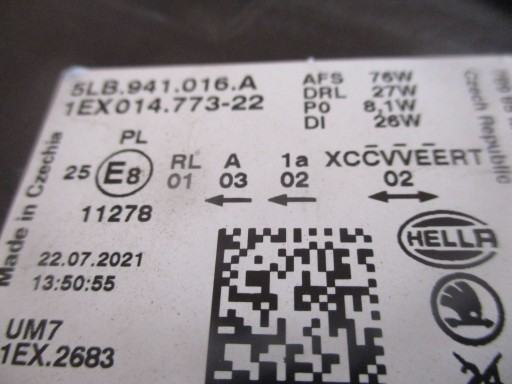 5LB.941.016.A
1EX014.773-22
AFS 76W
DRL 27W
P0 8,1W
DI 26W
Czech Republic
Made in Czechia
PL
25 E8
11278
RL A 1a XCCVVEERT
01 03 02 02
22.07.2021
13:50:55
HELLA
UM7
1EX.2683